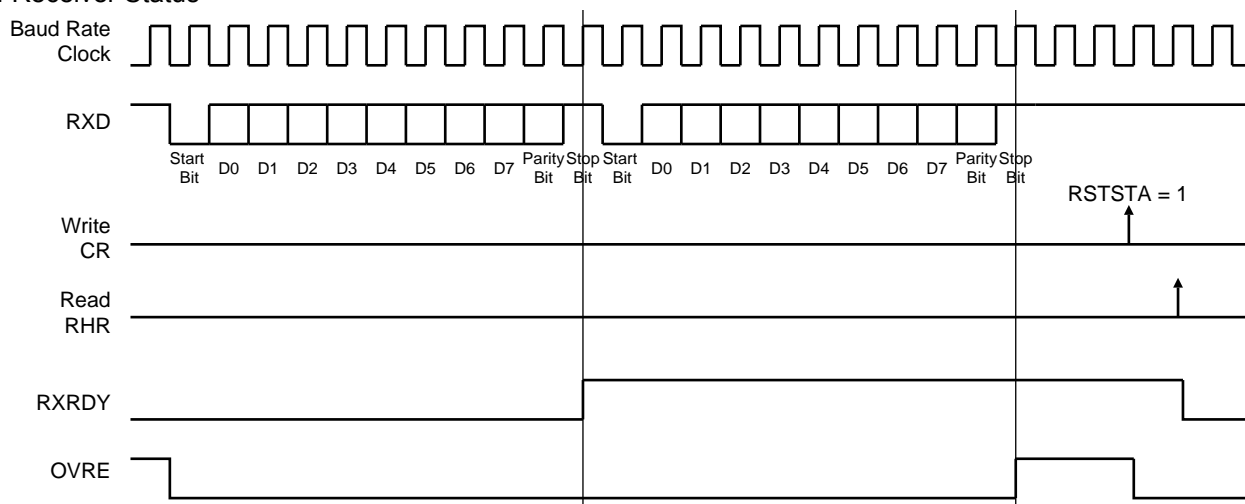 Receiver Status
Baud Rate
Clock
RXD
Start
Bit
D0
D1
D2
D3
D4
D5
D6
D7
Parity
Bit
Stop
Bit
Start
Bit
D0
D1
D2
D3
D4
D5
D6
D7
Parity
Bit
Stop
Bit
RSTSTA = 1
Write
CR
Read
RHR
RXRDY
OVRE